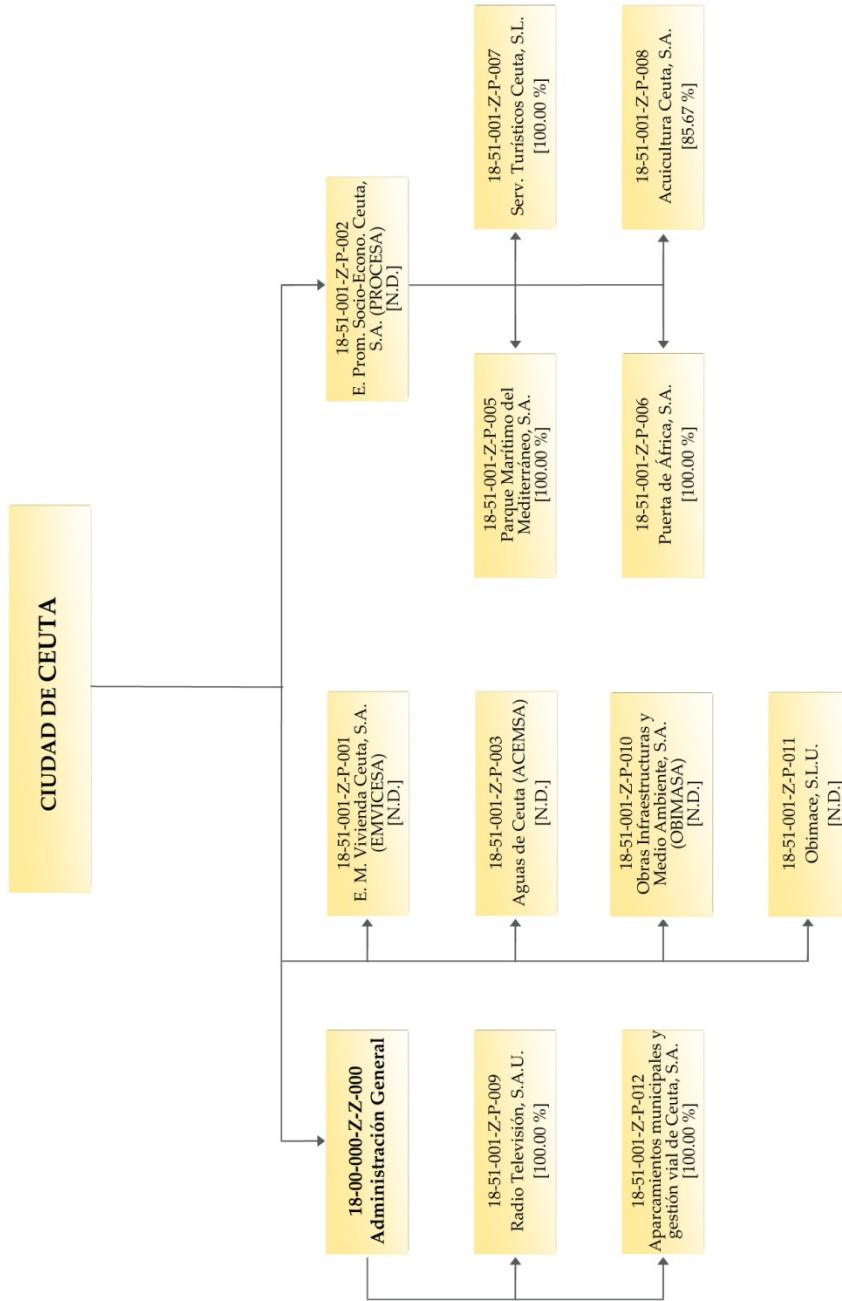 CIUDAD DE CEUTA
18-00-000-Z-Z-000
Administración General
18-51-001-Z-P-009
Radio Televisión, S.A.U.
[100.00 %]
18-51-001-Z-P-012
Aparcamientos municipales y
gestión vial de Ceuta, S.A.
[100.00 %]
18-51-001-Z-P-001
E. M. Vivienda Ceuta, S.A.
(EMVICESA)
[N.D.]
18-51-001-Z-P-003
Aguas de Ceuta (ACEMSA)
[N.D.]
18-51-001-Z-P-010
Obras Infraestructuras y
Medio Ambiente, S.A.
(OBIMASA)
[N.D.]
18-51-001-Z-P-011
Obimace, S.L.U.
[N.D.]
18-51-001-Z-P-002
E. Prom. Socio-Econo. Ceuta,
S.A. (PROCESA)
[N.D.]
18-51-001-Z-P-005
Parque Marítimo del
Mediterráneo, S.A.
[100.00 %]
18-51-001-Z-P-007
Serv. Turísticos Ceuta, S.L.
[100.00 %]
18-51-001-Z-P-006
Puerta de África, S.A.
[100.00 %]
18-51-001-Z-P-008
Acuicultura Ceuta, S.A.
[85.67 %]